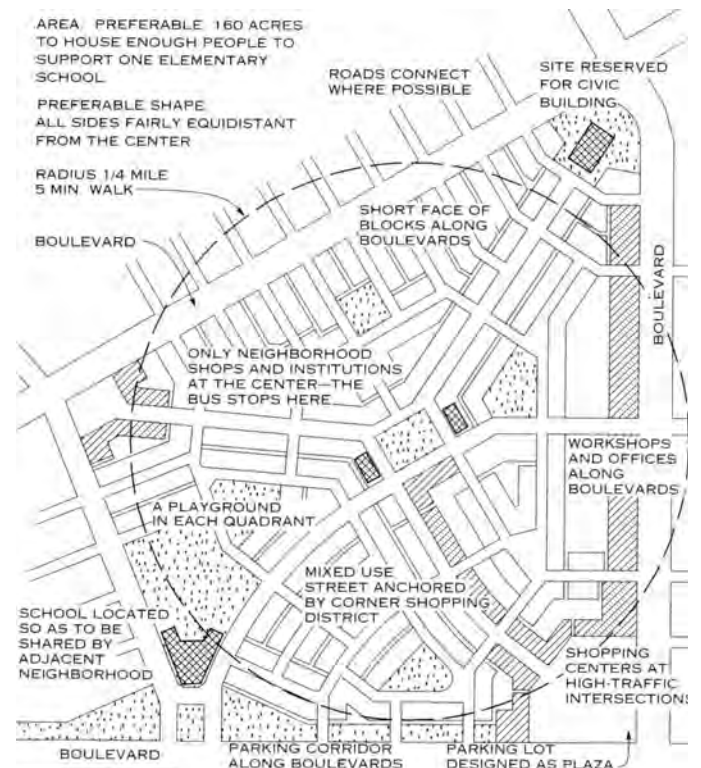 AREA PREFERABLE 160 ACRES
TO HOUSE ENOUGH PEOPLE TO
SUPPORT ONE ELEMENTARY
SCHOOL
PREFERABLE SHAPE
ALL SIDES FAIRLY EQUIDISTANT
FROM THE CENTER
RADIUS 1/4 MILE
5 MIN WALK
BOULEVARD
ROADS CONNECT
WHERE POSSIBLE
SITE RESERVED
FOR CIVIC
BUILDING
SHORT FACE OF
BLOCKS ALONG
BOULEVARDS
BOULEVARD
ONLY NEIGHBORHOOD
SHOPS AND INSTITUTIONS
AT THE CENTER—THE
BUS STOPS HERE
WORKSHOPS
AND OFFICES
ALONG
BOULEVARDS
A PLAYGROUND
IN EACH QUADRANT
MIXED USE
STREET ANCHORED
BY CORNER SHOPPING
DISTRICT
SCHOOL LOCATED
SO AS TO BE
SHARED BY
ADJACENT
NEIGHBORHOOD
SHOPPING
CENTERS AT
HIGH-TRAFFIC
INTERSECTIONS
BOULEVARD
PARKING CORRIDOR
ALONG BOULEVARDS
PARKING LOT
DESIGNED AS PLAZA